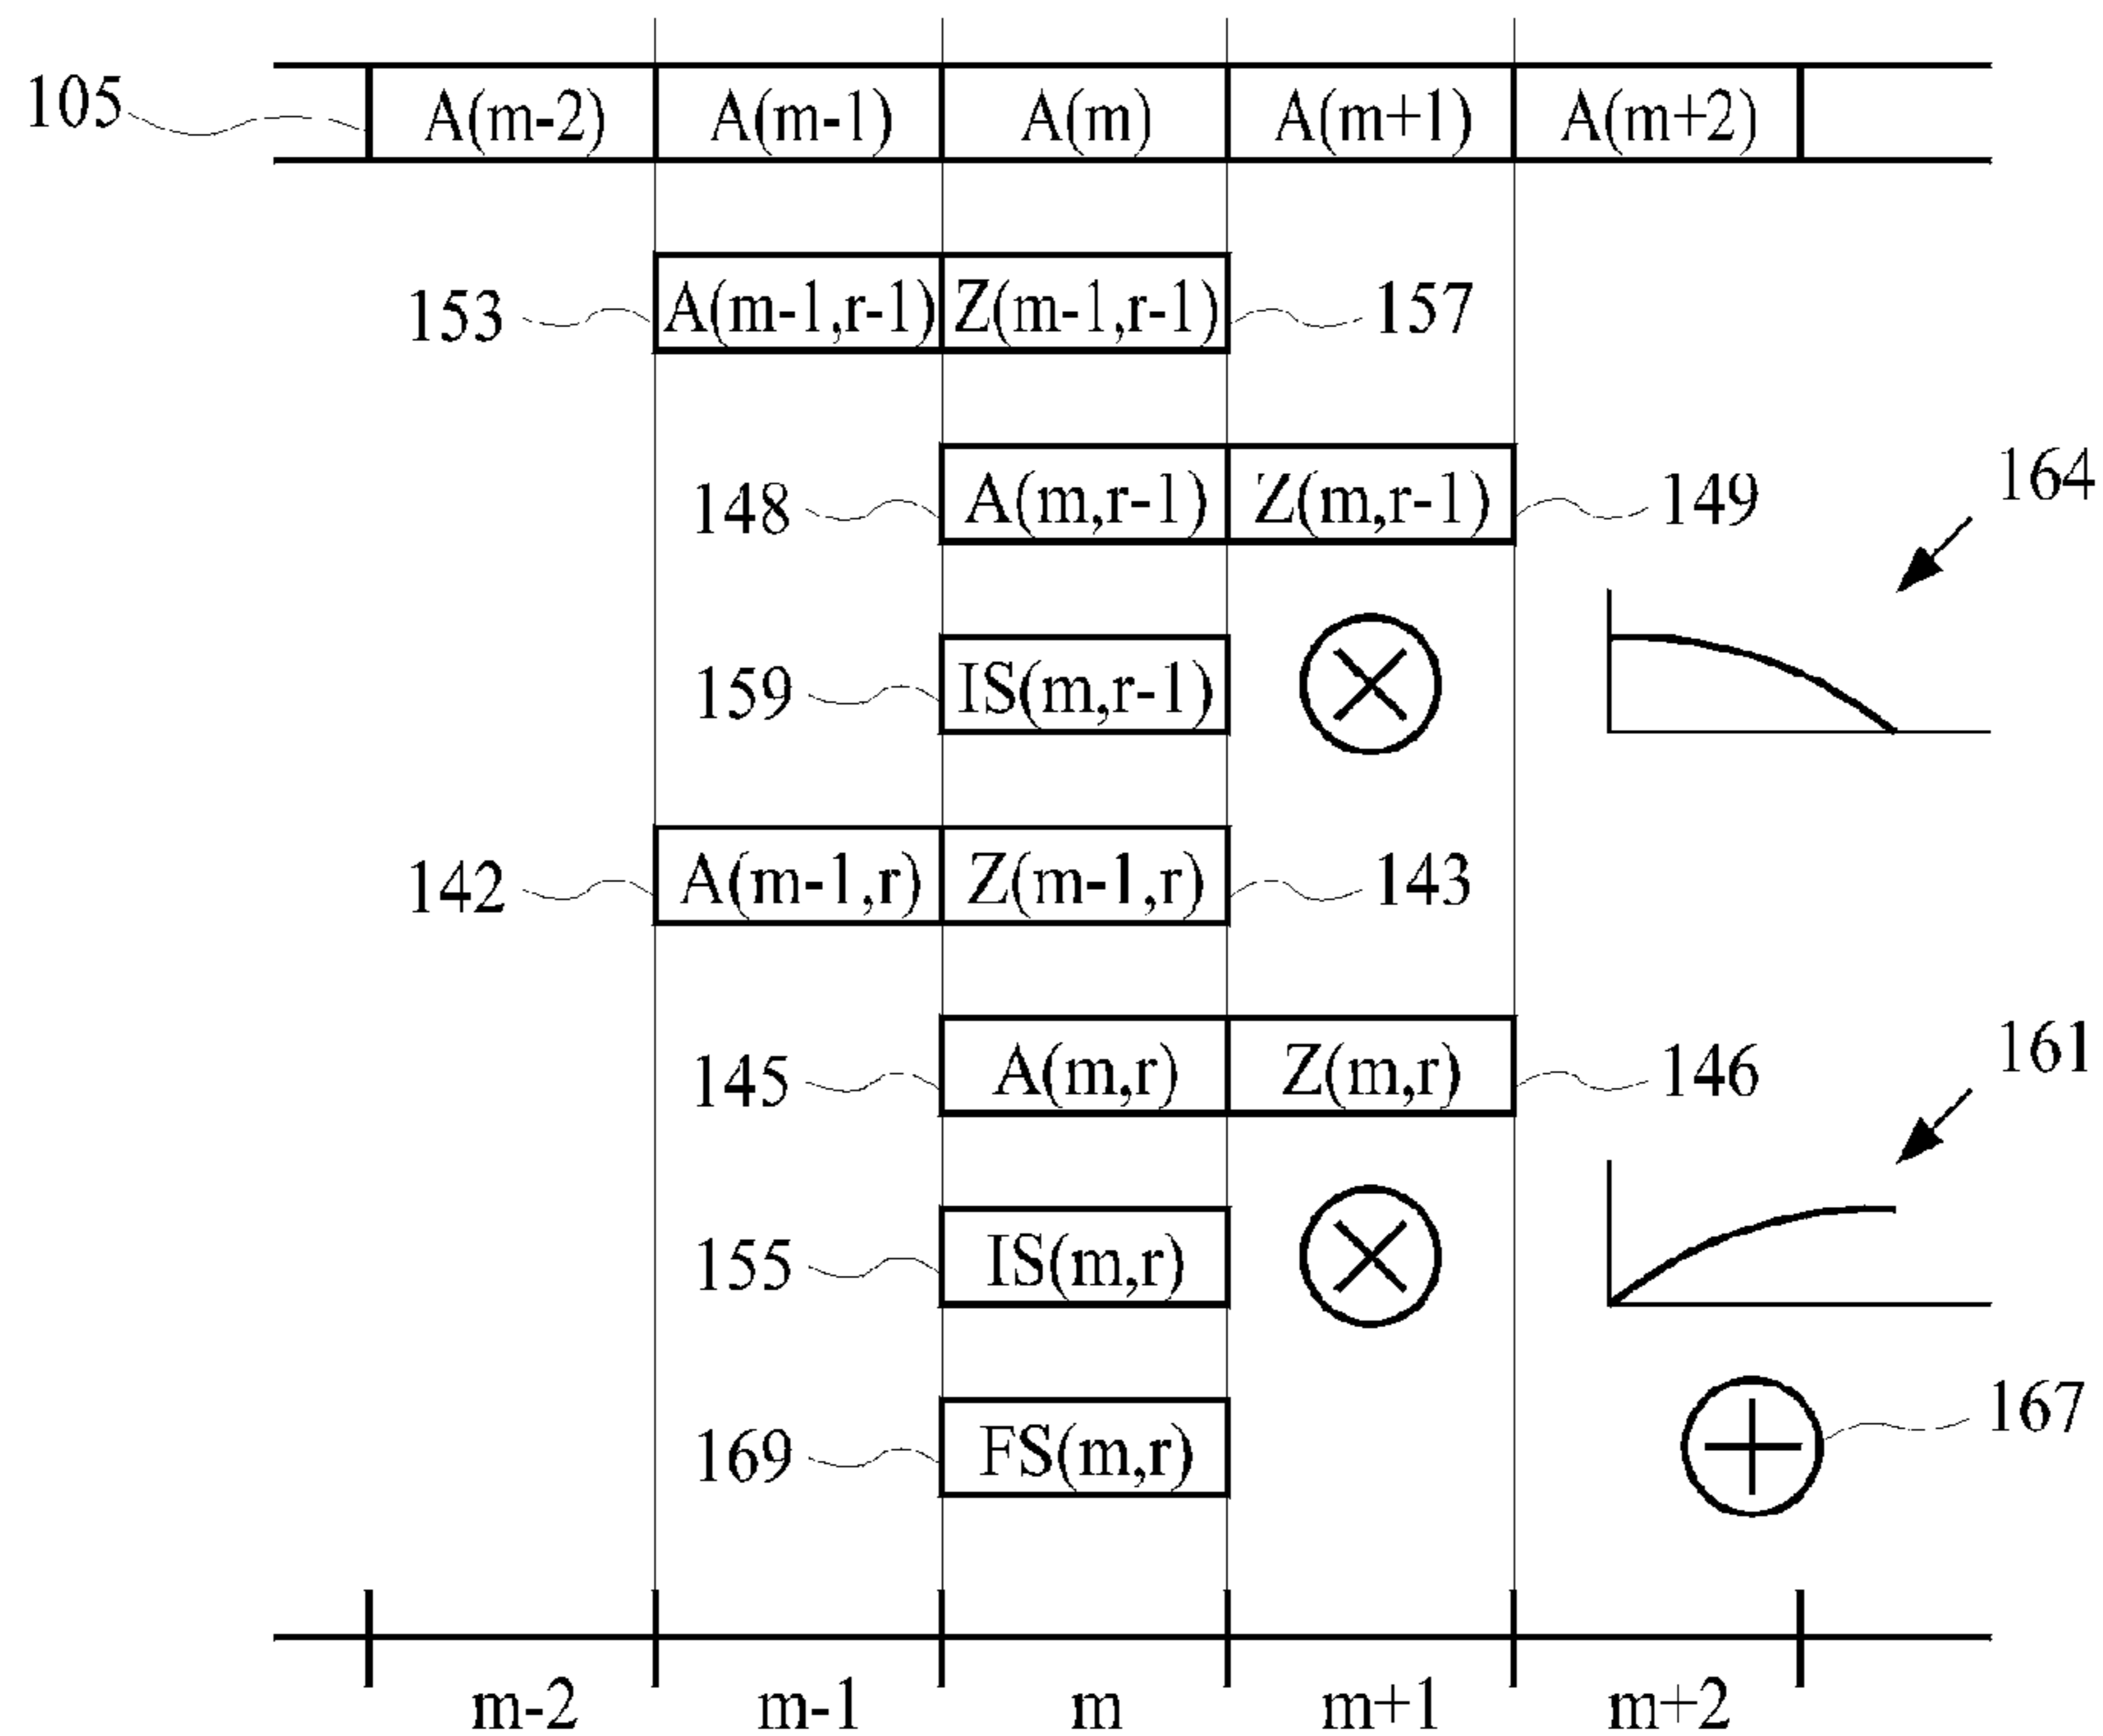 105 A(m-2) A(m-1) A(m) A(m+1) A(m+2)
153 A(m-1,r-1) Z(m-1,r-1) 157
148 A(m,r-1) Z(m,r-1) 149 164
159 IS(m,r-1)
142 A(m-1,r) Z(m-1,r) 143
145 A(m,r) Z(m,r) 146 161
155 IS(m,r)
169 FS(m,r) 167
m-2 m-1 m m+1 m+2